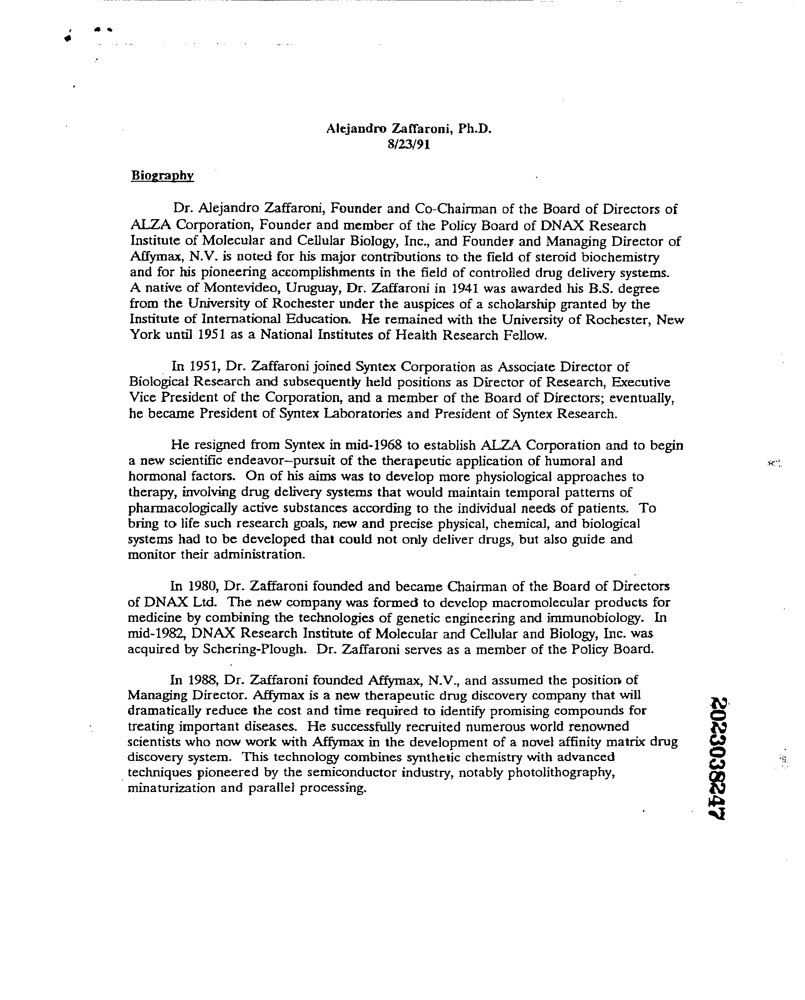 Alejandro Zaffaroni, Ph.D.
8/23/91
Biography
Dr. Alejandro Zaffaroni, Founder and Co-Chairman of the Board of Directors of
ALZA Corporation, Founder and member of the Policy Board of DNAX Research
Institute of Molecular and Cellular Biology, Inc., and Founder and Managing Director of
Affymax, N.V. is noted for his major contributions to the field of steroid biochemistry
and for his pioneering accomplishments in the field of controlled drug delivery systems.
A native of Montevideo, Uruguay, Dr. Zaffaroni in 1941 was awarded his B.S. degree
from the University of Rochester under the auspices of a scholarship granted by the
Institute of International Education. He remained with the University of Rochester, New
York until 1951 as a National Institutes of Health Research Fellow.
In 1951, Dr. Zaffaroni joined Syntex Corporation as Associate Director of
Biological Research and subsequently held positions as Director of Research, Executive
Vice President of the Corporation, and a member of the Board of Directors; eventually,
he became President of Syntex Laboratories and President of Syntex Research.
He resigned from Syntex in mid-1968 to establish ALZA Corporation and to begin
a new scientific endeavor--pursuit of the therapeutic application of humoral and
hormonal factors. On of his aims was to develop more physiological approaches to
therapy, involving drug delivery systems that would maintain temporal patterns of
pharmacologically active substances according to the individual needs of patients. To
bring to life such research goals, new and precise physical, chemical, and biological
systems had to be developed that could not only deliver drugs, but also guide and
monitor their administration.
In 1980, Dr. Zaffaroni founded and became Chairman of the Board of Directors
of DNAX Ltd. The new company was formed to develop macromolecular products for
medicine by combining the technologies of genetic engineering and immunobiology. In
mid-1982, DNAX Research Institute of Molecular and Cellular and Biology, Inc. was
acquired by Schering-Plough. Dr. Zaffaroni serves as a member of the Policy Board.
In 1988, Dr. Zaffaroni founded Affymax, N.V., and assumed the position of
Managing Director. Affymax is a new therapeutic drug discovery company that will
dramatically reduce the cost and time required to identify promising compounds for
treating important diseases. He successfully recruited numerous world renowned
scientists who now work with Affymax in the development of a novel affinity matrix drug
discovery system. This technology combines synthetic chemistry with advanced
techniques pioneered by the semiconductor industry, notably photolithography,
minaturization and parallel processing.
2023038247